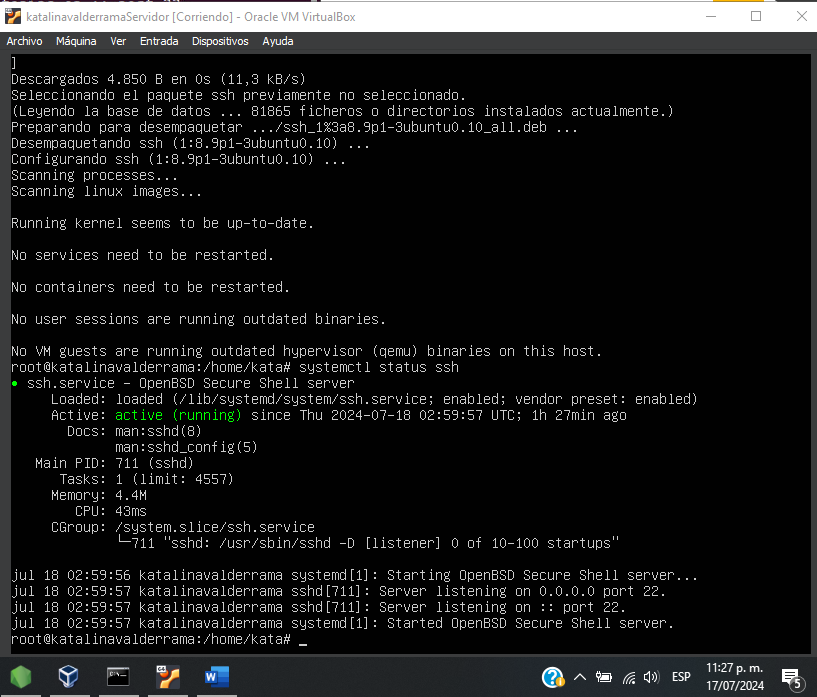 katalinavalderramaServidor [Corriendo] - Oracle VM VirtualBox
Archivo Máquina Ver Entrada Dispositivos Ayuda
]
Descargados 4.850 B en 0s (11,3 kB/s)
Seleccionando el paquete ssh previamente no seleccionado.
(Leyendo la base de datos ... 81865 ficheros o directorios instalados actualmente.)
Preparando para desempaquetar .../ssh_1%3a8.9p1-3ubuntu0.10_all.deb ...
Desempaquetando ssh (1:8.9p1-3ubuntu0.10) ...
Configurando ssh (1:8.9p1-3ubuntu0.10) ...
Scanning processes...
Scanning linux images...
Running kernel seems to be up-to-date.
No services need to be restarted.
No containers need to be restarted.
No user sessions are running outdated binaries.
No VM guests are running outdated hypervisor (qemu) binaries on this host.
root@katalinavalderrama:/home/kata# systemctl status ssh
● ssh.service - OpenBSD Secure Shell server
Loaded: loaded (/lib/systemd/system/ssh.service; enabled; vendor preset: enabled)
Active: active (running) since Thu 2024-07-18 02:59:57 UTC; 1h 27min ago
Docs: man:sshd(8)
man:sshd_config(5)
Main PID: 711 (sshd)
Tasks: 1 (limit: 4557)
Memory: 4.4M
CPU: 43ms
CGroup: /system.slice/ssh.service
└─711 "sshd: /usr/sbin/sshd -D [listener] 0 of 10-100 startups"
jul 18 02:59:56 katalinavalderrama systemd[1]: Starting OpenBSD Secure Shell server...
jul 18 02:59:57 katalinavalderrama sshd[711]: Server listening on 0.0.0.0 port 22.
jul 18 02:59:57 katalinavalderrama sshd[711]: Server listening on :: port 22.
jul 18 02:59:57 katalinavalderrama systemd[1]: Started OpenBSD Secure Shell server.
root@katalinavalderrama:/home/kata# _
ESP
11:27 p. m.
17/07/2024
5